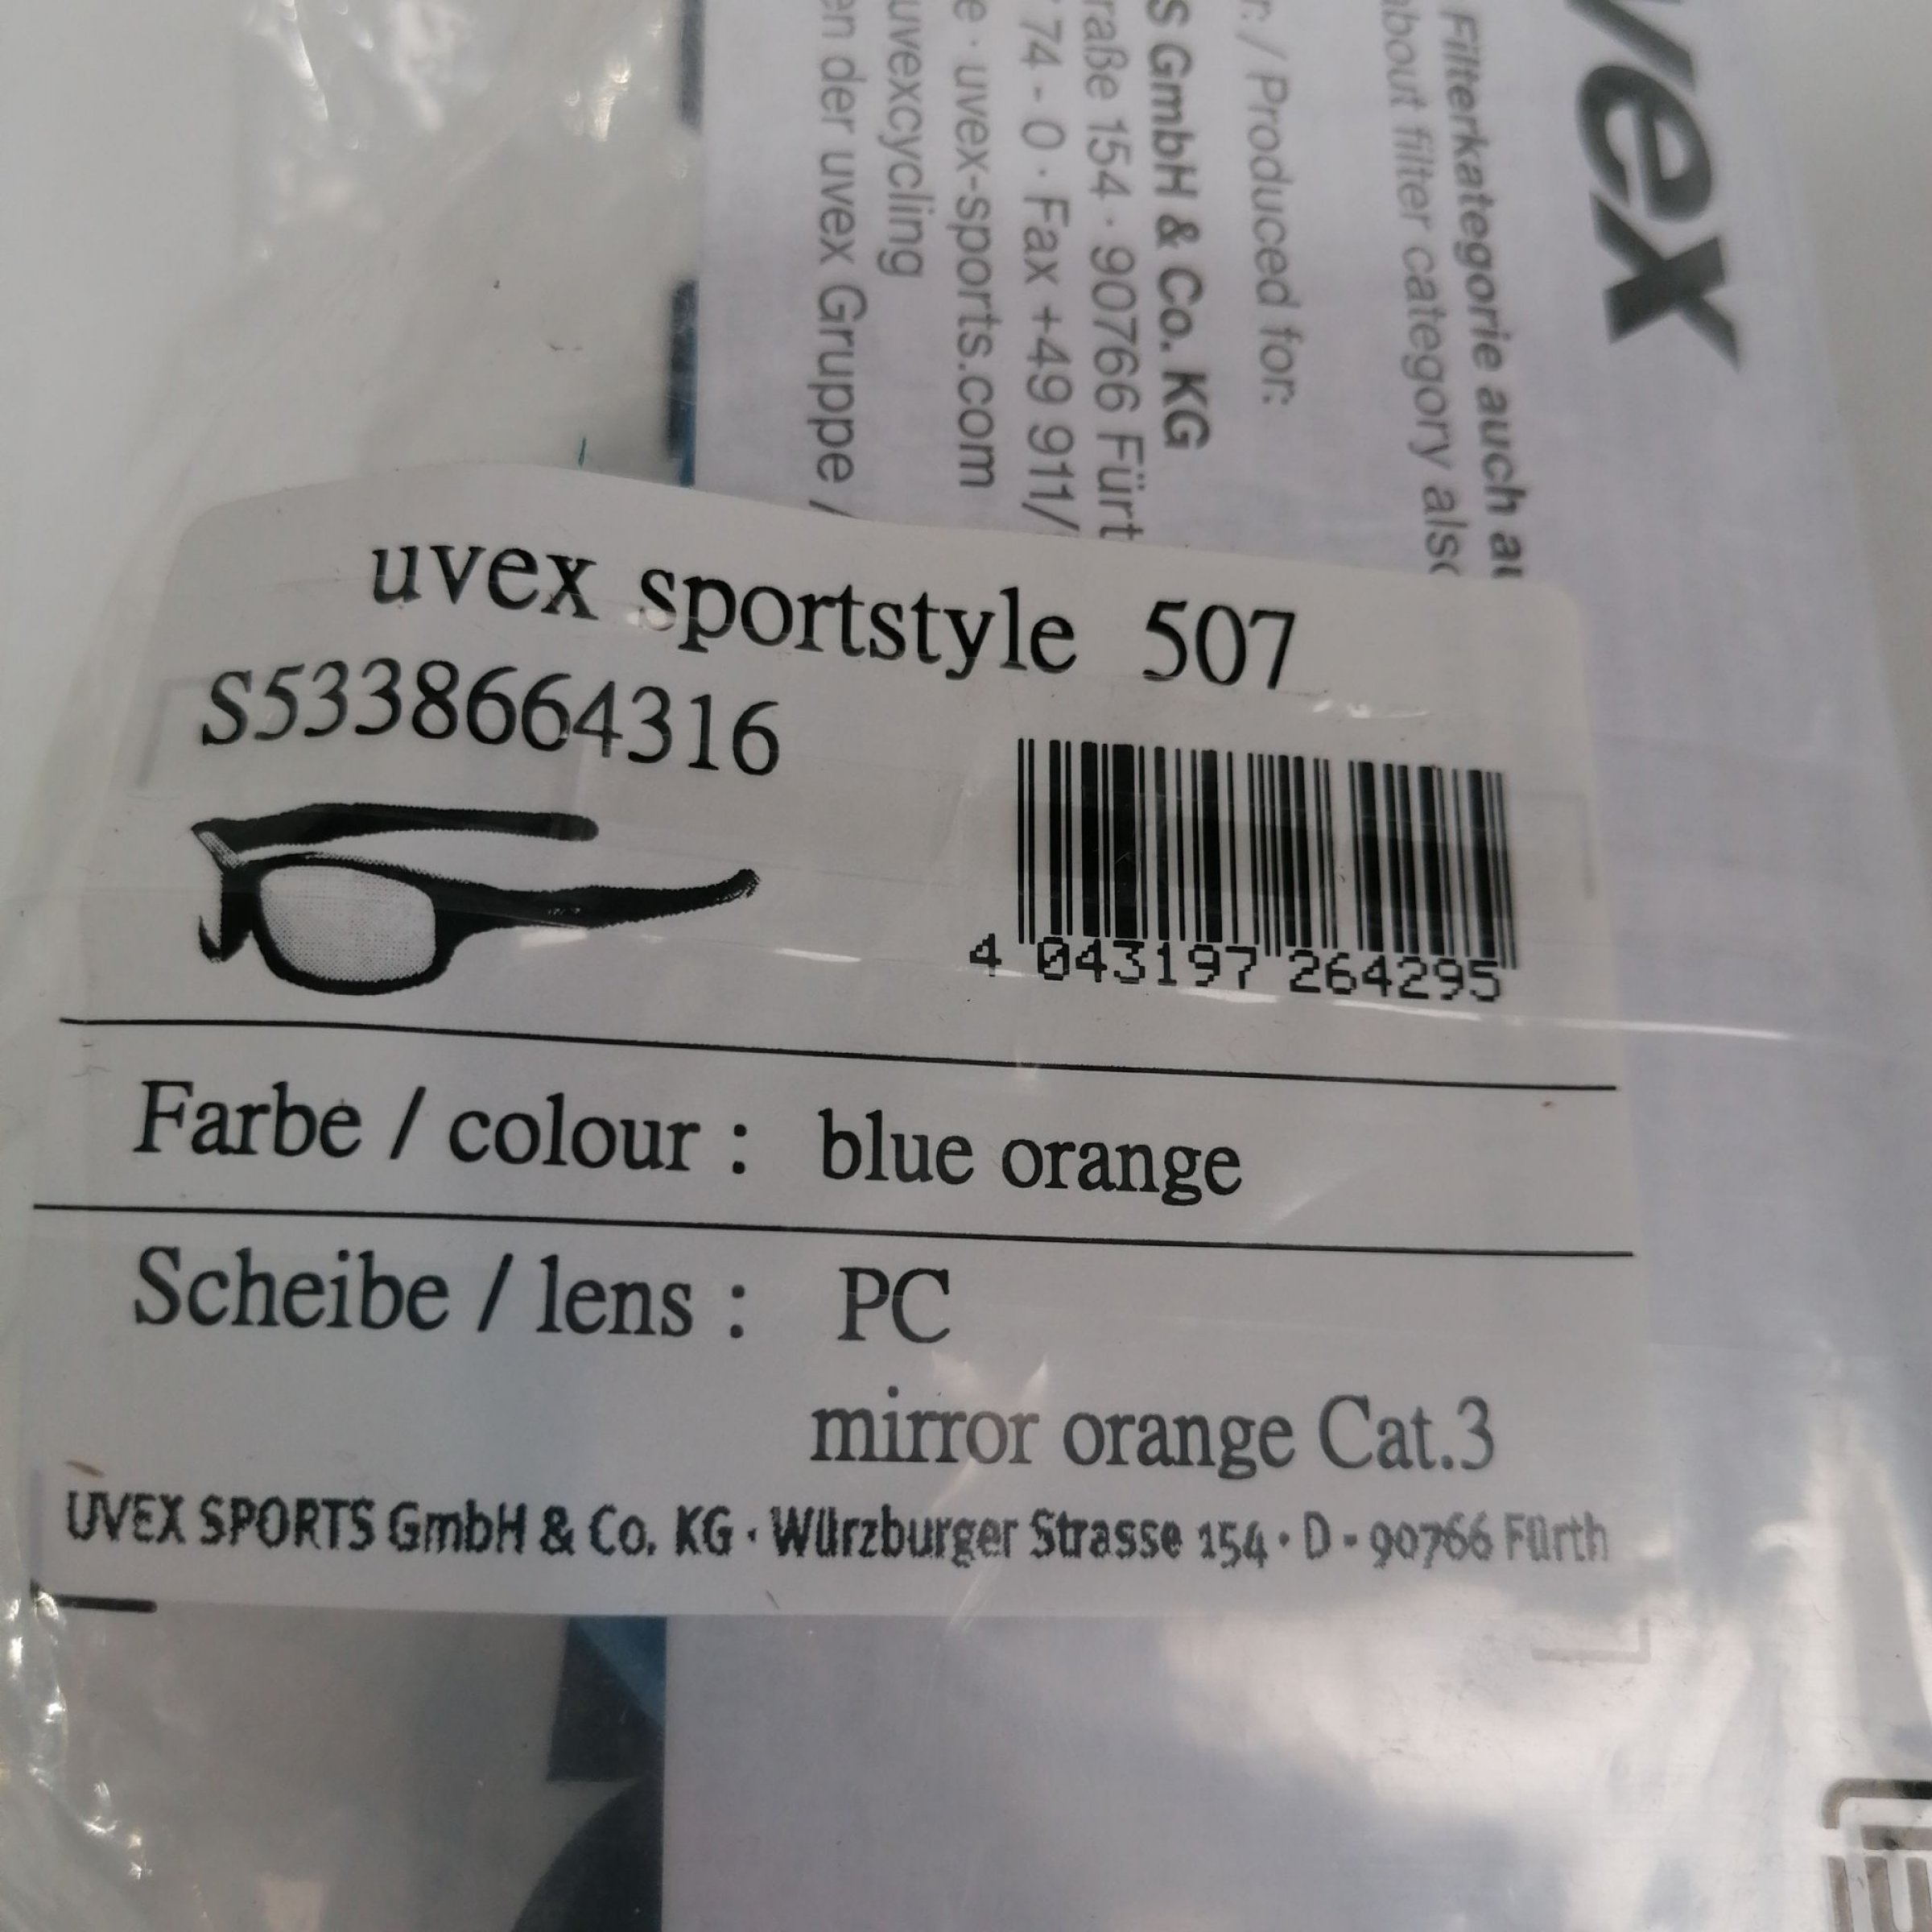 uvex sportstyle 507
S5338664316
4 043197 264295
Farbe / colour : blue orange
Scheibe / lens : PC
mirror orange Cat.3
UVEX SPORTS GmbH & Co. KG · Würzburger Strasse 154 · D - 90766 Fürth
vex
Filterkategorie auch
about filter category also
/ Produced for:
S GmbH & Co. KG
raße 154 · 90766 Fürt
74 - 0 · Fax +49 911/
e · uvex-sports.com
uvexcycling
en der uvex Gruppe /